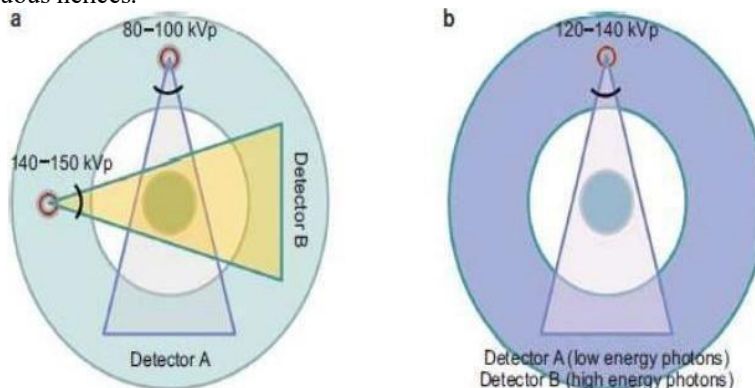 a
80–100 kVp
140–150 kVp
Detector B
Detector A
b
120–140 kVp
Detector A (low energy photons)
Detector B (high energy photons)